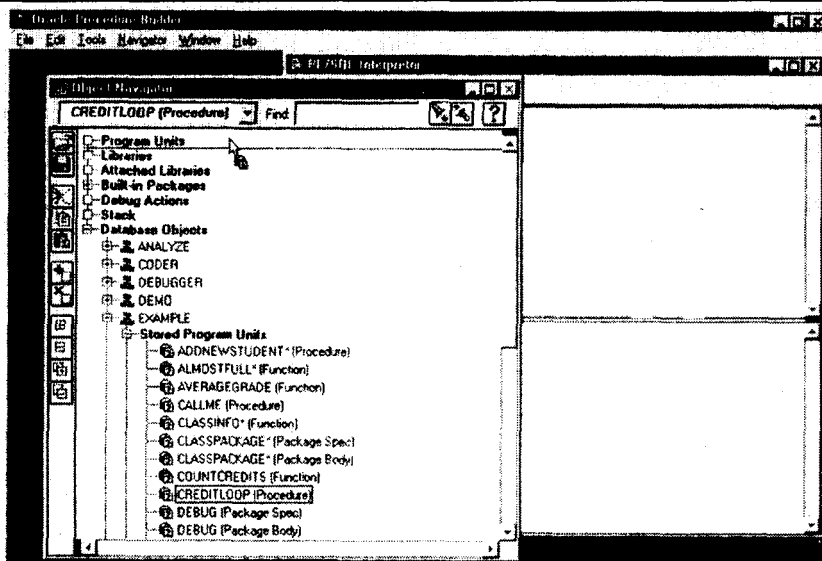 Oracle Procedure Builder
File Edit Tools Navigator Window Help
PL/SQL Interpreter
Object Navigator
CREDITLOOP (Procedure) Find ?
Program Units
Libraries
Attached Libraries
Built-in Packages
Debug Actions
Stack
Database Objects
ANALYZE
CODER
DEBUGGER
DEMO
EXAMPLE
Stored Program Units
ADDNEWSTUDENT* (Procedure)
ALMOSTFULL* (Function)
AVERAGEGRADE (Function)
CALLME (Procedure)
CLASSINFO* (Function)
CLASSPACKAGE* (Package Spec)
CLASSPACKAGE* (Package Body)
COUNTCREDITS (Function)
CREDITLOOP (Procedure)
DEBUG (Package Spec)
DEBUG (Package Body)